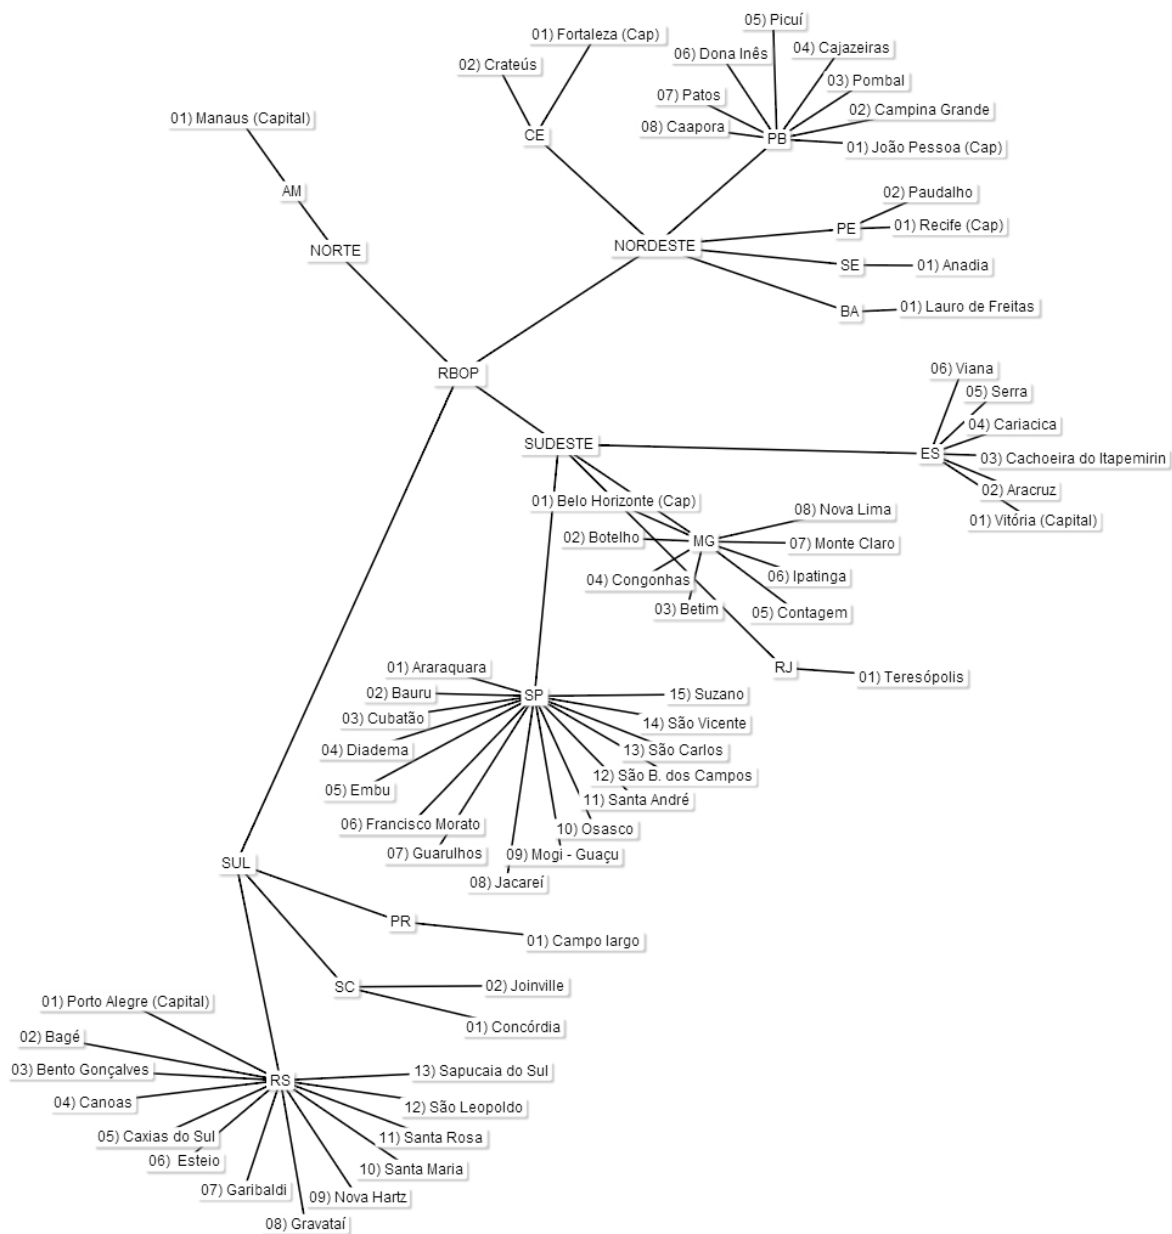 05) Picuí
01) Fortaleza (Cap)
04) Cajazeiras
06) Dona Inês
02) Crateús
03) Pombal
07) Patos
02) Campina Grande
01) Manaus (Capital)
08) Caapora
CE
PB
01) João Pessoa (Cap)
AM
02) Paudalho
01) Recife (Cap)
PE
NORDESTE
NORTE
SE
01) Anadia
01) Lauro de Freitas
BA
06) Viana
RBOP
05) Serra
04) Cariacica
SUDESTE
ES
03) Cachoeira do Itapemirin
02) Aracruz
01) Belo Horizonte (Cap)
08) Nova Lima
01) Vitória (Capital)
02) Botelho
MG
07) Monte Claro
04) Congonhas
06) Ipatinga
03) Betim
05) Contagem
01) Araraquara
RJ
01) Teresópolis
02) Bauru
SP
15) Suzano
03) Cubatão
14) São Vicente
04) Diadema
13) São Carlos
12) São B. dos Campos
05) Embu
11) Santa André
06) Francisco Morato
10) Osasco
07) Guarulhos
09) Mogi - Guaçu
SUL
08) Jacareí
PR
01) Campo largo
SC
02) Joinville
01) Porto Alegre (Capital)
01) Concórdia
02) Bagé
03) Bento Gonçalves
13) Sapucaia do Sul
RS
04) Canoas
12) São Leopoldo
05) Caxias do Sul
11) Santa Rosa
06) Esteio
10) Santa Maria
07) Garibaldi
09) Nova Hartz
08) Gravataí